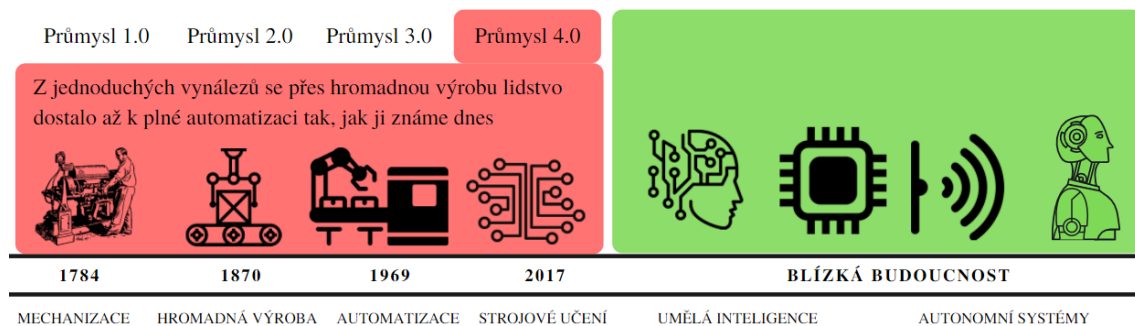 Průmysl 1.0 Průmysl 2.0 Průmysl 3.0 Průmysl 4.0
Z jednoduchých vynálezů se přes hromadnou výrobu lidstvo
dostalo až k plné automatizaci tak, jak ji známe dnes
1784 1870 1969 2017 BLÍZKÁ BUDOUCNOST
MECHANIZACE HROMADNÁ VÝROBA AUTOMATIZACE STROJOVÉ UČENÍ UMĚLÁ INTELIGENCE AUTONOMNÍ SYSTÉMY